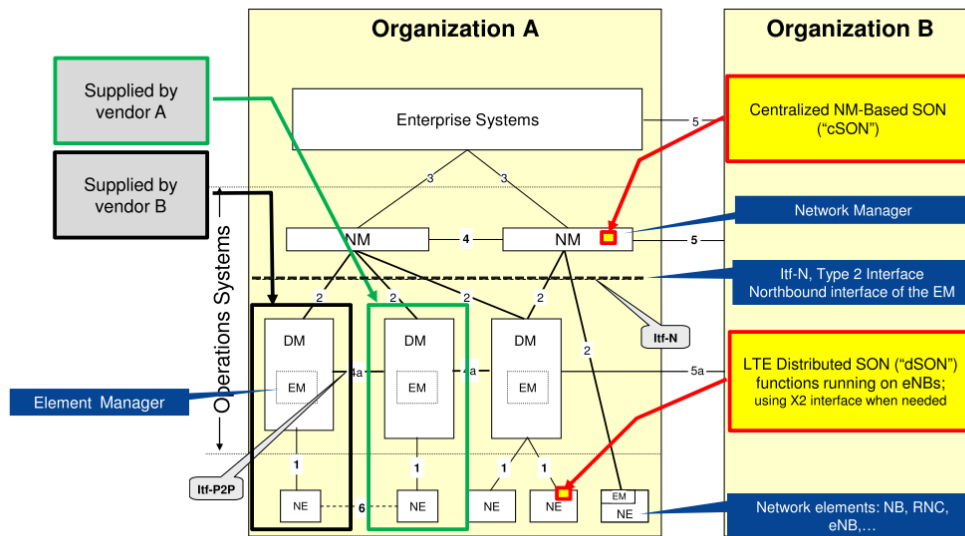 Organization A
Organization B
Supplied by
vendor A
Enterprise Systems
5
Centralized NM-Based SON
("cSON")
Supplied by
vendor B
3
3
Network Manager
NM
4
NM
5
Itf-N, Type 2 Interface
Northbound interface of the EM
Operations Systems
2
2
2
2
Itf-N
DM
DM
DM
2
LTE Distributed SON ("dSON")
functions running on eNBs;
using X2 interface when needed
4a
4a
5a
EM
EM
EM
Element Manager
1
1
1
1
Itf-P2P
NE
6
NE
NE
NE
EM
NE
Network elements: NB, RNC,
eNB,…